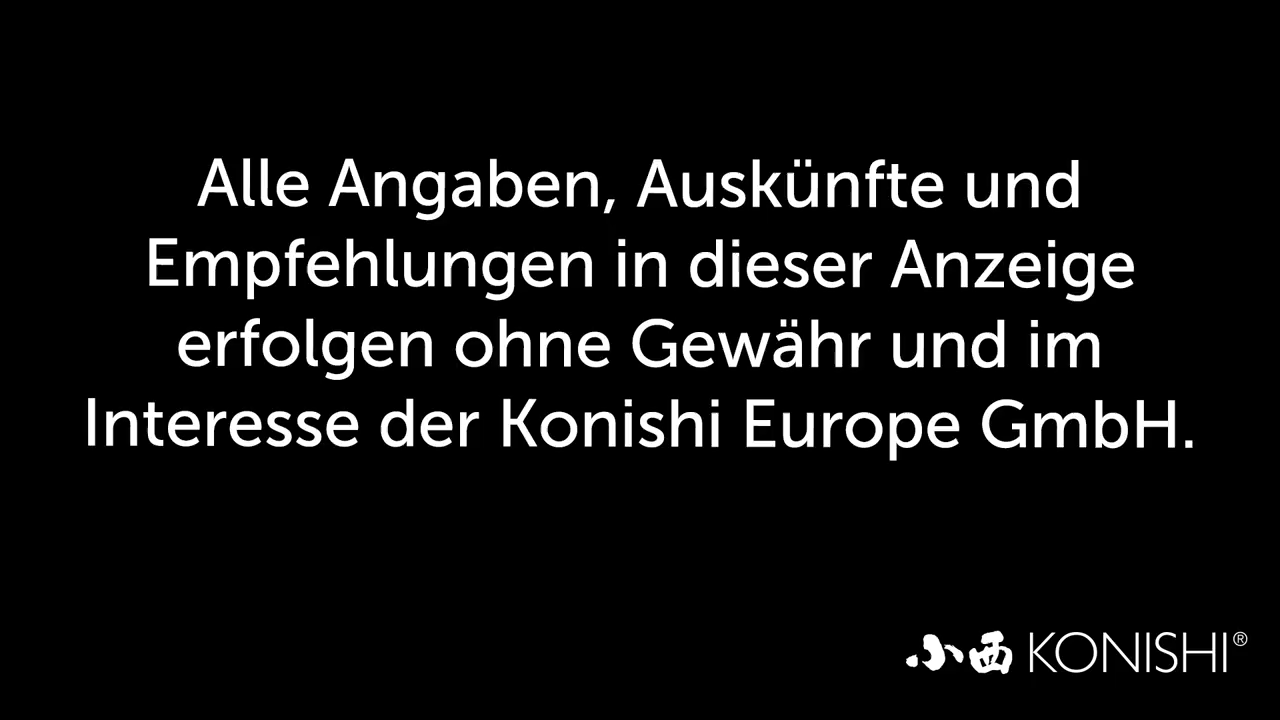 Alle Angaben, Auskünfte und
Empfehlungen in dieser Anzeige
erfolgen ohne Gewähr und im
Interesse der Konishi Europe GmbH.
小西 KONISHI®